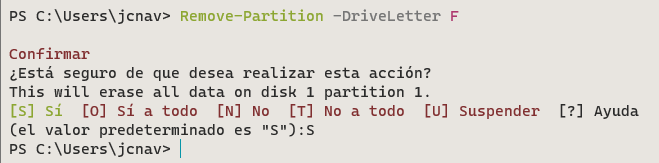 PS C:\Users\jcnav> Remove-Partition -DriveLetter F
Confirmar
¿Está seguro de que desea realizar esta acción?
This will erase all data on disk 1 partition 1.
[S] Sí  [O] Sí a todo  [N] No  [T] No a todo  [U] Suspender  [?] Ayuda
(el valor predeterminado es "S"):S
PS C:\Users\jcnav>